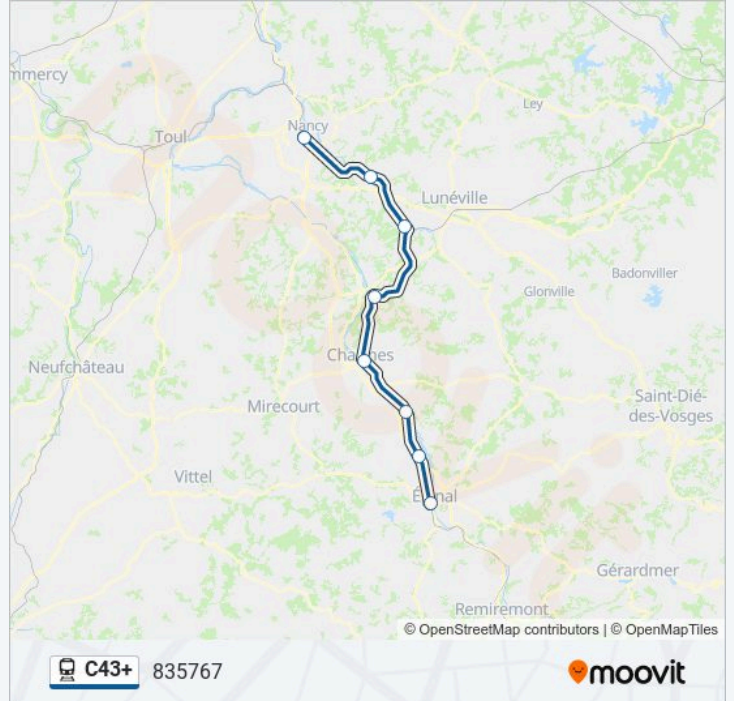 mmercy
Ley
Nancy
Toul
Lunéville
Badonviller
Glonville
Neufchâteau
Saint-Dié-
des-Vosges
Mirecourt
Vittel
Gérardmer
Remiremont
© OpenStreetMap contributors | © OpenMapTiles
C43+ 835767 moovit